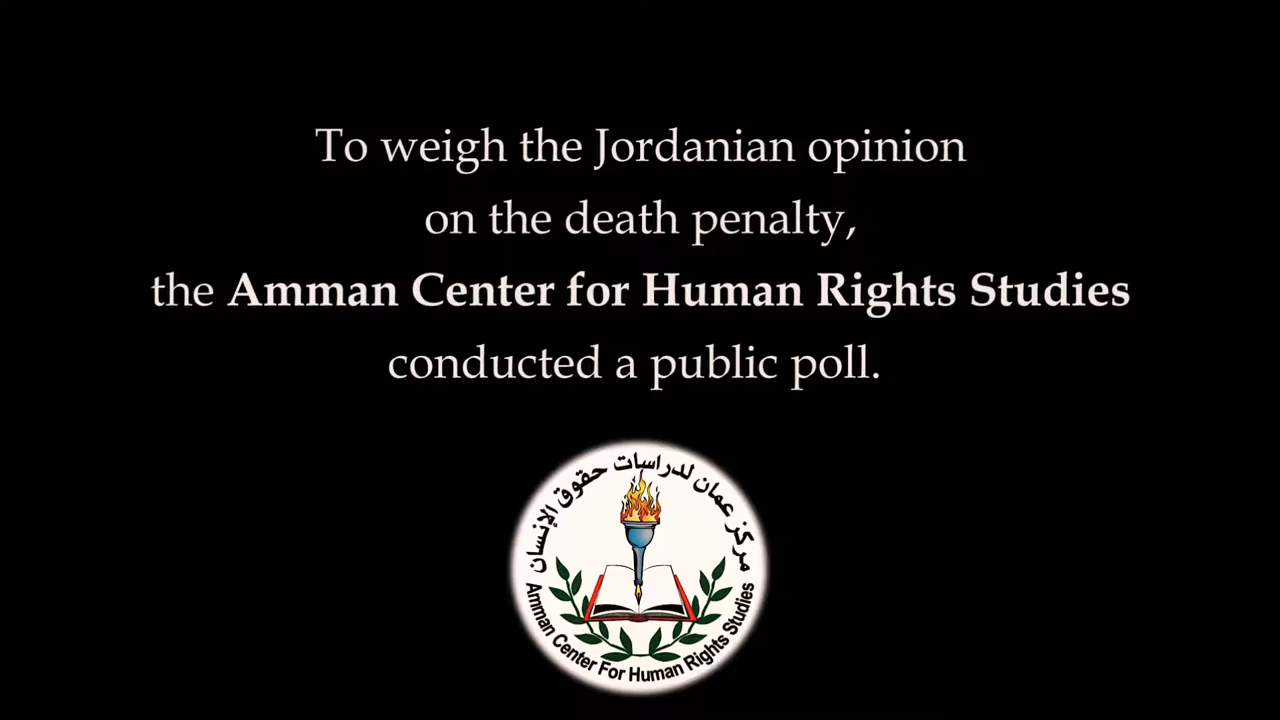 To weigh the Jordanian opinion
on the death penalty,
the Amman Center for Human Rights Studies
conducted a public poll.
مركز عمان لدراسات حقوق الإنسان
Amman Center For Human Rights Studies